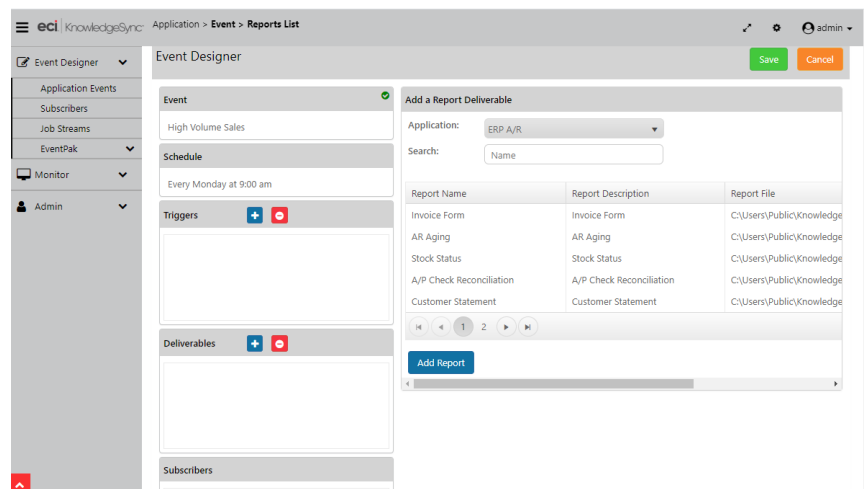 eci KnowledgeSync
Application > Event > Reports List
admin
Event Designer
Application Events
Subscribers
Job Streams
EventPak
Monitor
Admin
Event Designer
Save
Cancel
Event
High Volume Sales
Schedule
Every Monday at 9:00 am
Triggers
Deliverables
Subscribers
Add a Report Deliverable
Application:
ERP A/R
Search:
Name
Report Name Report Description Report File
Invoice Form Invoice Form C:\Users\Public\Knowledge
AR Aging AR Aging C:\Users\Public\Knowledge
Stock Status Stock Status C:\Users\Public\Knowledge
A/P Check Reconciliation A/P Check Reconciliation C:\Users\Public\Knowledge
Customer Statement Customer Statement C:\Users\Public\Knowledge
1 2
Add Report